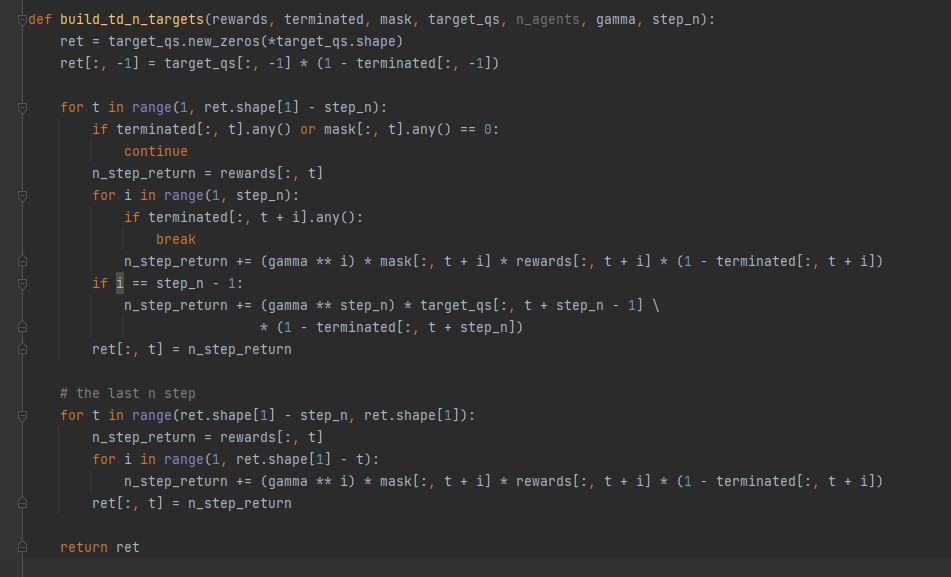 def build_td_n_targets(rewards, terminated, mask, target_qs, n_agents, gamma, step_n):
    ret = target_qs.new_zeros(*target_qs.shape)
    ret[:, -1] = target_qs[:, -1] * (1 - terminated[:, -1])

    for t in range(1, ret.shape[1] - step_n):
        if terminated[:, t].any() or mask[:, t].any() == 0:
            continue
        n_step_return = rewards[:, t]
        for i in range(1, step_n):
            if terminated[:, t + i].any():
                break
            n_step_return += (gamma ** i) * mask[:, t + i] * rewards[:, t + i] * (1 - terminated[:, t + i])
        if i == step_n - 1:
            n_step_return += (gamma ** step_n) * target_qs[:, t + step_n - 1] \
                             * (1 - terminated[:, t + step_n])
        ret[:, t] = n_step_return

    # the last n step
    for t in range(ret.shape[1] - step_n, ret.shape[1]):
        n_step_return = rewards[:, t]
        for i in range(1, ret.shape[1] - t):
            n_step_return += (gamma ** i) * mask[:, t + i] * rewards[:, t + i] * (1 - terminated[:, t + i])
        ret[:, t] = n_step_return

    return ret